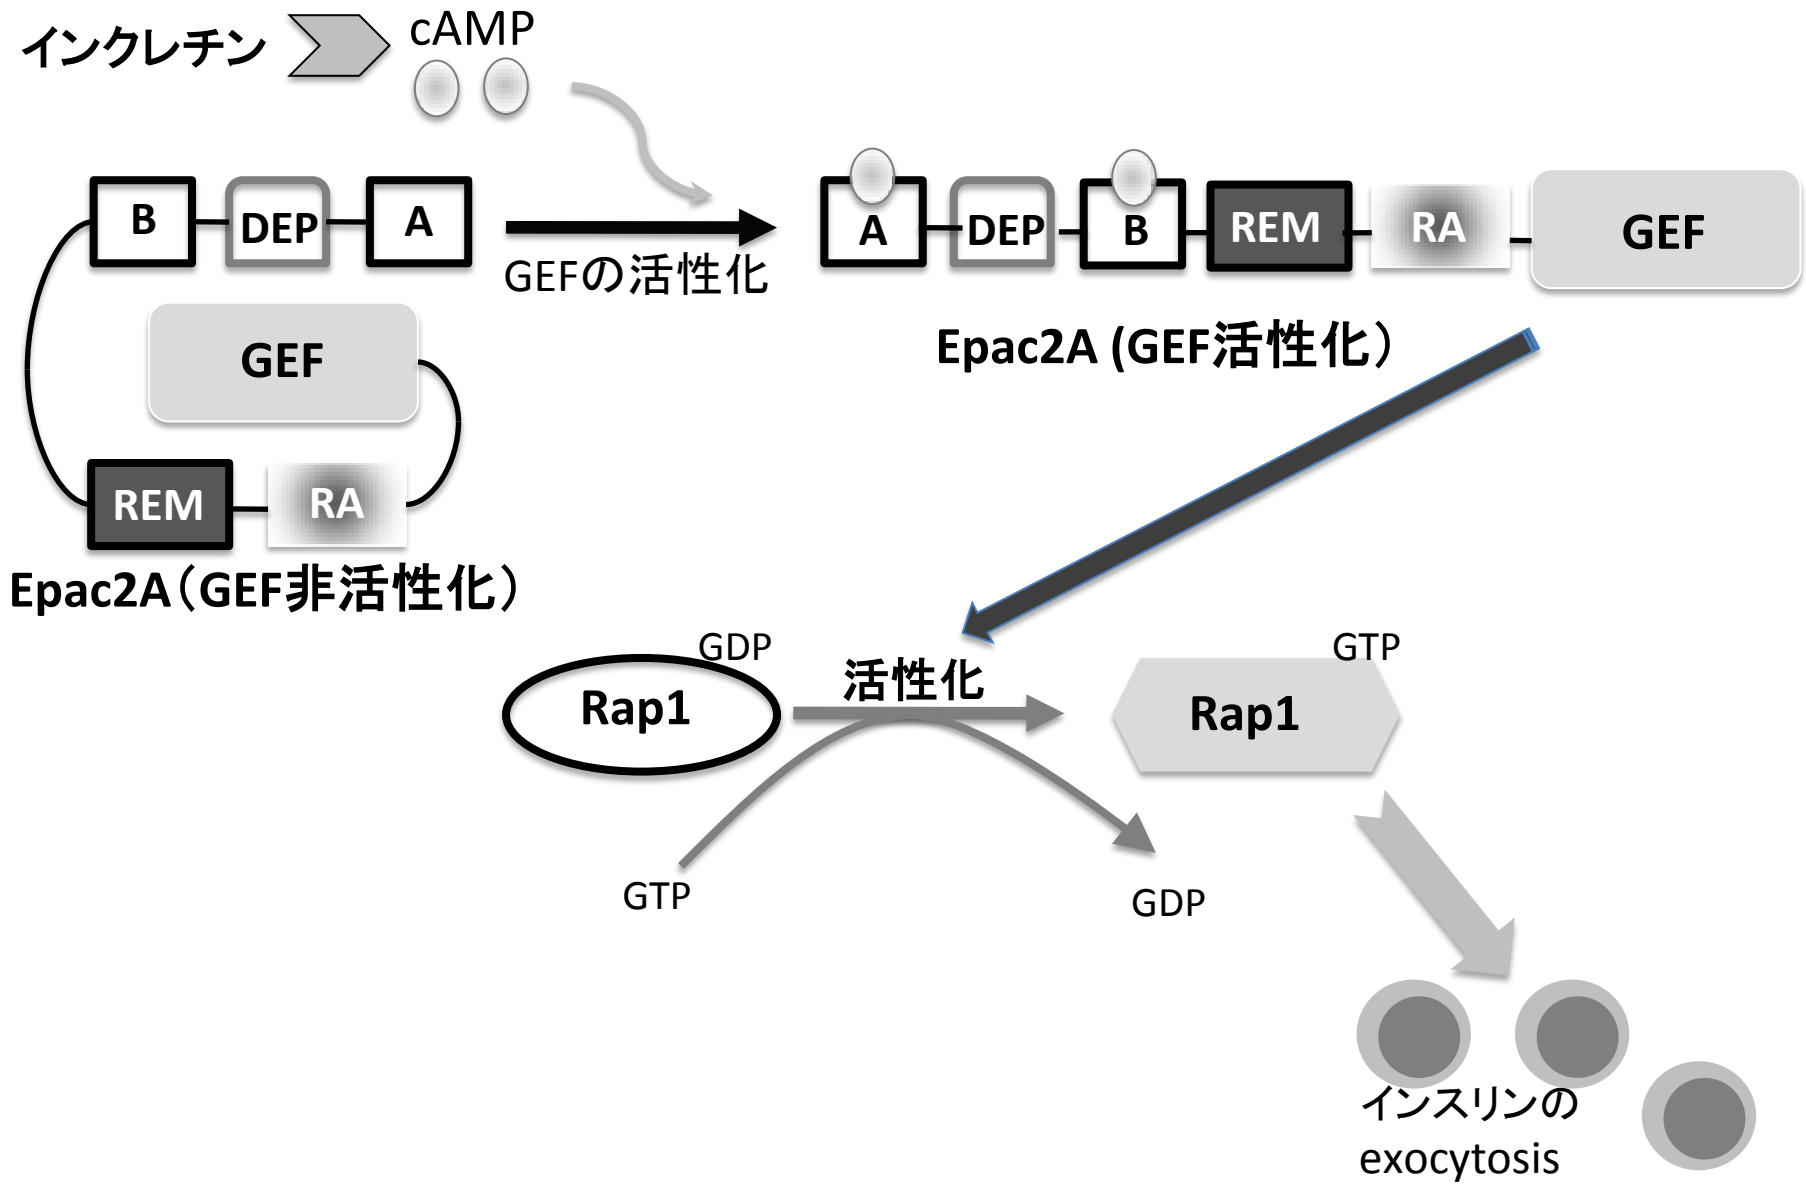 インクレチン
cAMP
B
DEP
A
GEFの活性化
A
DEP
B
REM
RA
GEF
Epac2A (GEF活性化）
GEF
REM
RA
Epac2A（GEF非活性化）
GDP
Rap1
活性化
GTP
Rap1
GTP
GDP
インスリンの
exocytosis